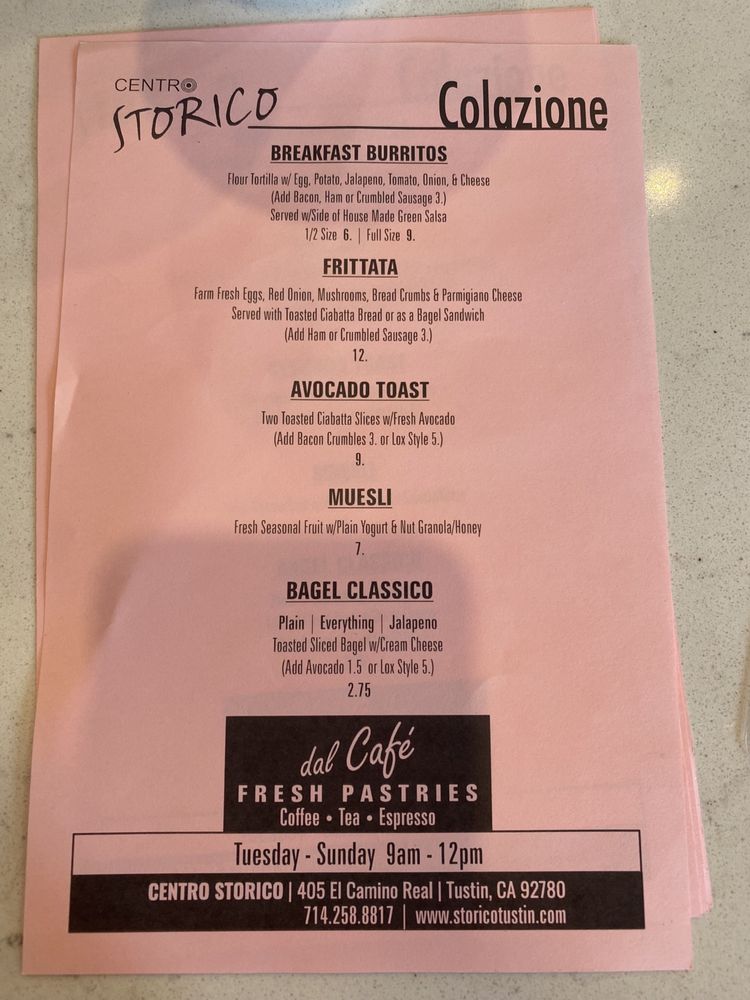 CENTRO
STORICO
Colazione
BREAKFAST BURRITOS
Flour Tortilla w/ Egg, Potato, Jalapeno, Tomato, Onion, & Cheese
(Add Bacon, Ham or Crumbled Sausage 3.)
Served w/Side of House Made Green Salsa
1/2 Size 6. | Full Size 9.
FRITTATA
Farm Fresh Eggs, Red Onion, Mushrooms, Bread Crumbs & Parmigiano Cheese
Served with Toasted Ciabatta Bread or as a Bagel Sandwich
(Add Ham or Crumbled Sausage 3.)
12.
AVOCADO TOAST
Two Toasted Ciabatta Slices w/Fresh Avocado
(Add Bacon Crumbles 3. or Lox Style 5.)
9.
MUESLI
Fresh Seasonal Fruit w/Plain Yogurt & Nut Granola/Honey
7.
BAGEL CLASSICO
Plain | Everything | Jalapeno
Toasted Sliced Bagel w/Cream Cheese
(Add Avocado 1.5 or Lox Style 5.)
2.75
dal Café
FRESH PASTRIES
Coffee • Tea • Espresso
Tuesday - Sunday 9am - 12pm
CENTRO STORICO | 405 El Camino Real | Tustin, CA 92780
714.258.8817 | www.storicotustin.com